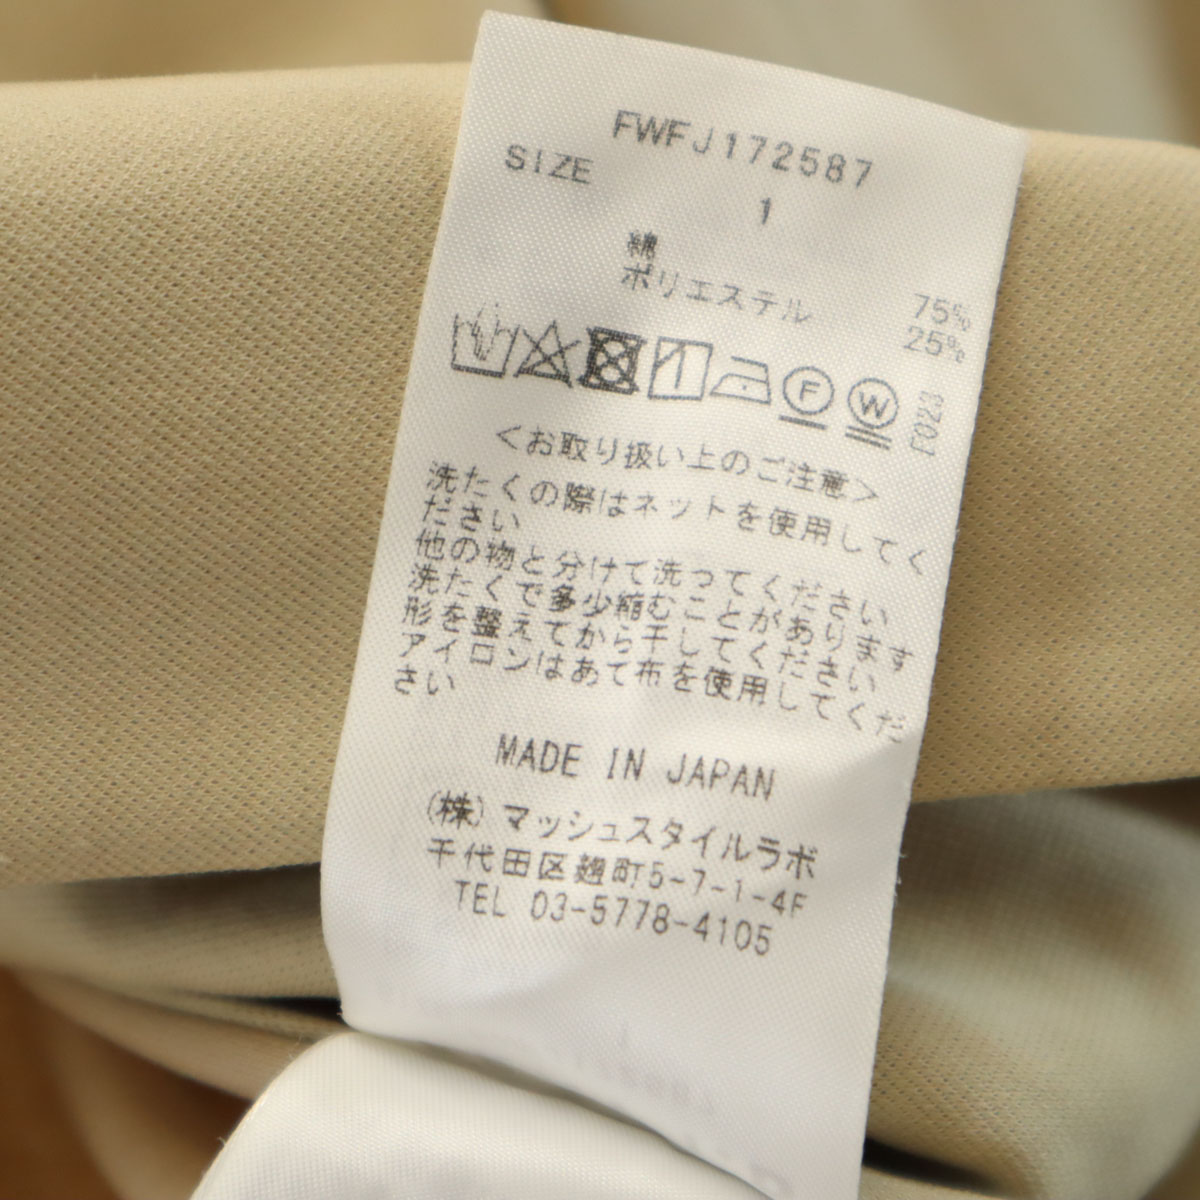 FWFJ172587
SIZE
1
綿 75%
ポリエステル 25%
F W E023
<お取り扱い上のご注意>
洗たくの際はネットを使用してく
ださい
他の物と分けて洗ってください
洗たくで多少縮むことがあります
形を整えてから干してください
アイロンはあて布を使用してくだ
さい
MADE IN JAPAN
(株)マッシュスタイルラボ
千代田区麹町5-7-1-4F
TEL 03-5778-4105